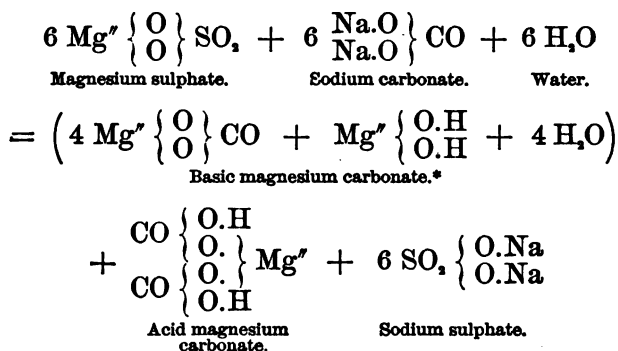 6 Mg″ { O O } SO₂ + 6 Na.O Na.O } CO + 6 H₂O
Magnesium sulphate. Sodium carbonate. Water.
= ( 4 Mg″ { O O } CO + Mg″ { O.H O.H + 4 H₂O )
Basic magnesium carbonate.*
+ CO { O.H O. CO { O. O.H } Mg″ + 6 SO₂ { O.Na O.Na
Acid magnesium Sodium sulphate.
carbonate.